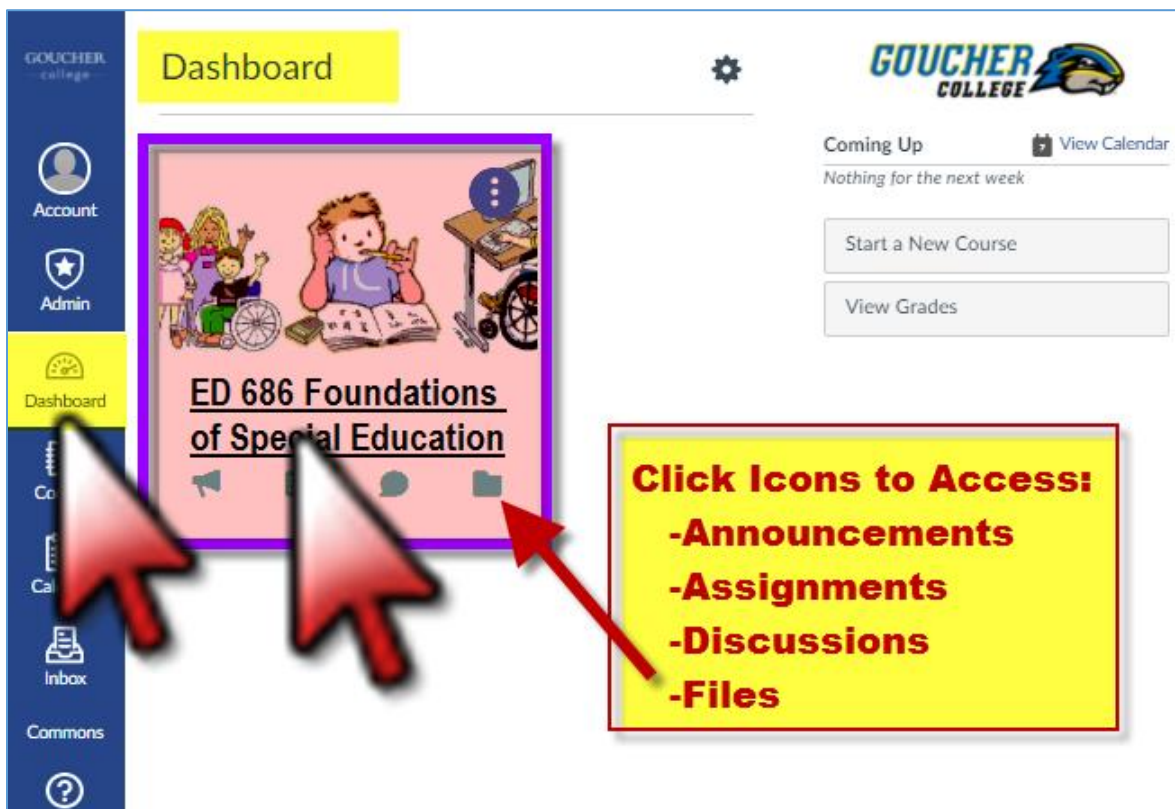 GOUCHER
college
Account
Admin
Dashboard
Inbox
Commons
Dashboard
ED 686 Foundations
of Special Education
Click Icons to Access:
-Announcements
-Assignments
-Discussions
-Files
GOUCHER
COLLEGE
Coming Up
View Calendar
Nothing for the next week
Start a New Course
View Grades